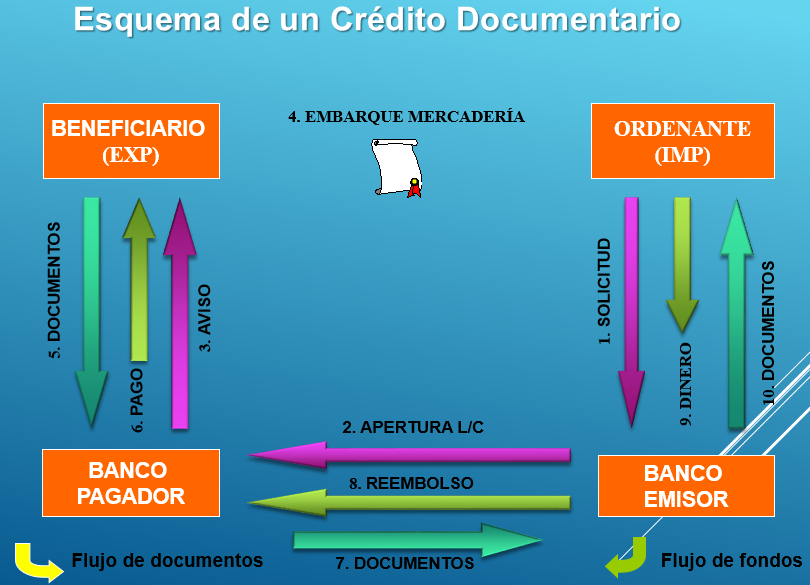 Esquema de un Crédito Documentario
4. EMBARQUE MERCADERÍA
BENEFICIARIO
(EXP)
ORDENANTE
(IMP)
5. DOCUMENTOS
6. PAGO
3. AVISO
1. SOLICITUD
9. DINERO
10. DOCUMENTOS
2. APERTURA L/C
8. REEMBOLSO
7. DOCUMENTOS
BANCO
PAGADOR
BANCO
EMISOR
Flujo de documentos
Flujo de fondos